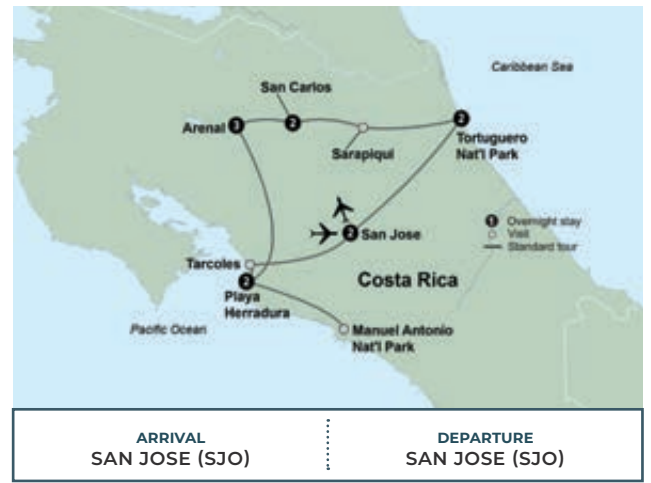 Caribbean Sea
San Carlos
2
Arenal
3
2
Sarapiqui
Tortuguero
Nat'l Park
2
San Jose
1 Overnight stay
Visit
Standard tour
Tarcoles
Costa Rica
2
Playa
Herradura
Pacific Ocean
Manuel Antonio
Nat'l Park
ARRIVAL
SAN JOSE (SJO)
DEPARTURE
SAN JOSE (SJO)